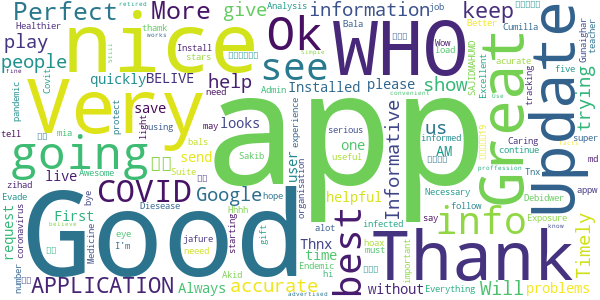 Perfect
More
give
information
keep
play
people
nice
Ok
WHO
see
Great
Update
trying
quickly
BELIVE
help
Installed
please
show
Very
app
going
save
looks
us
AM
Informative
Timely
live
send
one
COVID
Google
user
helpful
info
First
request
Good
best
Thank
Thnx
time
without
Will
problems
APPLICATION
Always
accurate
Healthier
retired
thamk
works
Analysis
job
Bala
Install
stars
Wow
load
Better
Cumilla
Gunaighar
teacher
Excellent
acurate
five
Admin
need
SAJIDMAHMUD
tracking
pandemic
Covit
protect
using
may
light
serious
experience
useful
informed
Caring
continue
super
tell
mia
bals
Sakib
simple
convenient
use
md
zihad
Awesome
Suite
organisation
Necessary
Tnx
appw
Evade
bye
Hhhh
hope
follow
Debidwer
Diesease
infected
say
Exposure
proffession
coronavirus
eye
I'm
jafure
starting
gift
alot
hoax
must
important
know
number
Medicine
neeed
Endemic
hi
Everything
Akid
advertised
believe
fine